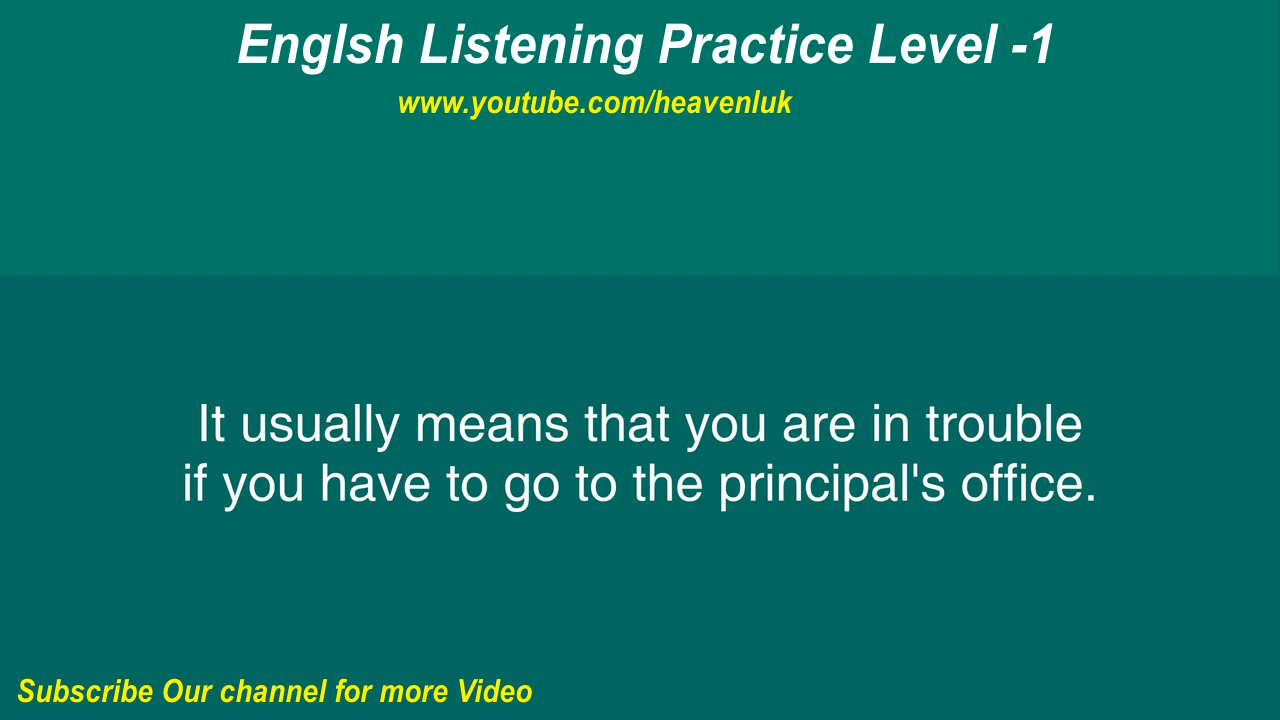 Englsh Listening Practice Level -1
www.youtube.com/heavenluk
It usually means that you are in trouble
if you have to go to the principal's office.
Subscribe Our channel for more Video